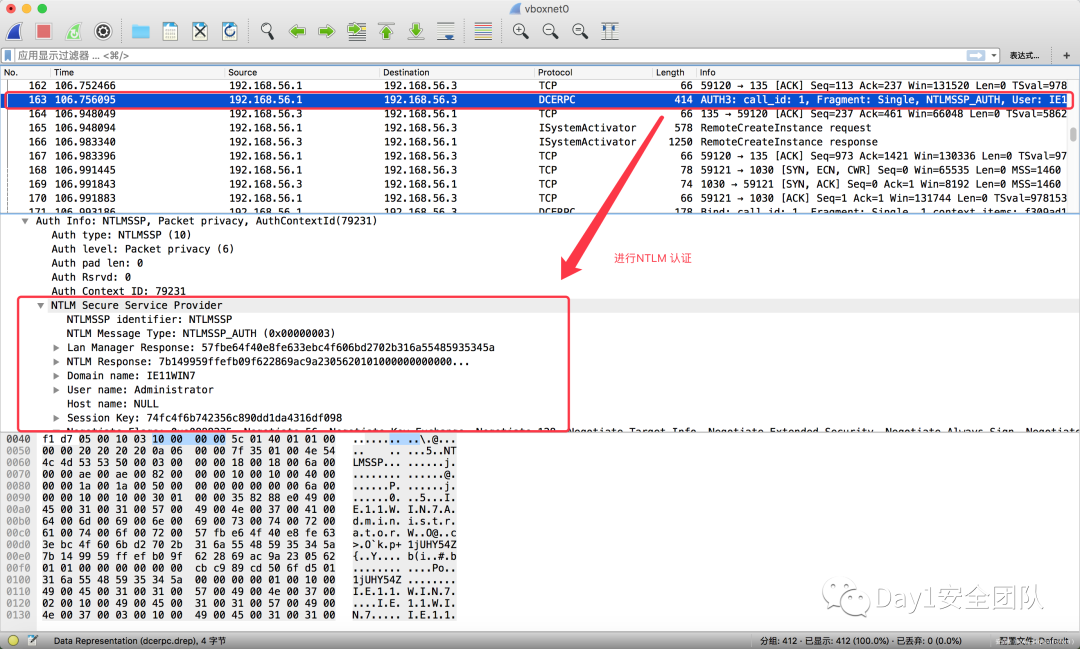 vboxnet0
应用显示过滤器 … <⌘/>
表达式…
+
No. Time Source Destination Protocol Length Info
162 106.752466 192.168.56.1 192.168.56.3 TCP 66 59120 → 135 [ACK] Seq=113 Ack=237 Win=131520 Len=0 TSval=978
163 106.756095 192.168.56.1 192.168.56.3 DCERPC 414 AUTH3: call_id: 1, Fragment: Single, NTLMSSP_AUTH, User: IE1
164 106.948049 192.168.56.3 192.168.56.1 TCP 66 135 → 59120 [ACK] Seq=237 Ack=461 Win=66048 Len=0 TSval=5862
165 106.948094 192.168.56.1 192.168.56.3 ISystemActivator 578 RemoteCreateInstance request
166 106.983340 192.168.56.3 192.168.56.1 ISystemActivator 1250 RemoteCreateInstance response
167 106.983396 192.168.56.1 192.168.56.3 TCP 66 59120 → 135 [ACK] Seq=973 Ack=1421 Win=130336 Len=0 TSval=97
168 106.991445 192.168.56.1 192.168.56.3 TCP 78 59121 → 1030 [SYN, ECN, CWR] Seq=0 Win=65535 Len=0 MSS=1460
169 106.991843 192.168.56.3 192.168.56.1 TCP 74 1030 → 59121 [SYN, ACK] Seq=0 Ack=1 Win=8192 Len=0 MSS=1460
170 106.991883 192.168.56.1 192.168.56.3 TCP 66 59121 → 1030 [ACK] Seq=1 Ack=1 Win=131744 Len=0 TSval=978153
171 106.993186 192.168.56.1 192.168.56.3 DCERPC 178 Bind: call_id: 1, Fragment: Single, 1 context items: f309ad1
Auth Info: NTLMSSP, Packet privacy, AuthContextId(79231)
Auth type: NTLMSSP (10)
Auth level: Packet privacy (6)
Auth pad len: 0
Auth Rsrvd: 0
Auth Context ID: 79231
进行NTLM 认证
NTLM Secure Service Provider
NTLMSSP identifier: NTLMSSP
NTLM Message Type: NTLMSSP_AUTH (0x00000003)
Lan Manager Response: 57fbe64f40e8fe633ebc4f606bd2702b316a55485935345a
NTLM Response: 7b149959ffefb09f622869ac9a2305620101000000000000...
Domain name: IE11WIN7
User name: Administrator
Host name: NULL
Session Key: 74fc4f6b742356c890dd1da4316df098
0040 f1 d7 05 00 10 03 10 00 00 00 5c 01 40 01 01 00 ........ ..\.@...
0050 00 00 20 20 20 20 0a 06 00 00 7f 35 01 00 4e 54 .. .. ...5..NT
0060 4c 4d 53 53 50 00 03 00 00 00 18 00 18 00 6a 00 LMSSP... ......j.
0070 00 00 ae 00 ae 00 82 00 00 00 10 00 10 00 40 00 ........ ......@.
0080 00 00 1a 00 1a 00 50 00 00 00 00 00 00 00 6a 00 ......P. ......j.
0090 00 00 10 00 10 00 30 01 00 00 35 82 88 e0 49 00 ......0. ..5...I.
00a0 45 00 31 00 31 00 57 00 49 00 4e 00 37 00 41 00 E.1.1.W. I.N.7.A.
00b0 64 00 6d 00 69 00 6e 00 69 00 73 00 74 00 72 00 d.m.i.n. i.s.t.r.
00c0 61 00 74 00 6f 00 72 00 57 fb e6 4f 40 e8 fe 63 a.t.o.r. W..O@..c
00d0 3e bc 4f 60 6b d2 70 2b 31 6a 55 48 59 35 34 5a >.O`k.p+ 1jUHY54Z
00e0 7b 14 99 59 ff ef b0 9f 62 28 69 ac 9a 23 05 62 {..Y.... b(i..#.b
00f0 01 01 00 00 00 00 00 00 cb c9 89 cd 50 6f d5 01 ........ ....Po..
0100 31 6a 55 48 59 35 34 5a 00 00 00 00 01 00 10 00 1jUHY54Z ........
0110 49 00 45 00 31 00 31 00 57 00 49 00 4e 00 37 00 I.E.1.1. W.I.N.7.
0120 02 00 10 00 49 00 45 00 31 00 31 00 57 00 49 00 ....I.E. 1.1.W.I.
0130 4e 00 37 00 03 00 10 00 49 00 45 00 31 00 31 00 N.7..... I.E.1.1.
Day1安全团队
Data Representation (dcerpc.drep), 4 字节
分组: 412 · 已显示: 412 (100.0%) · 已丢弃: 0 (0.0%)
配置文件: Default